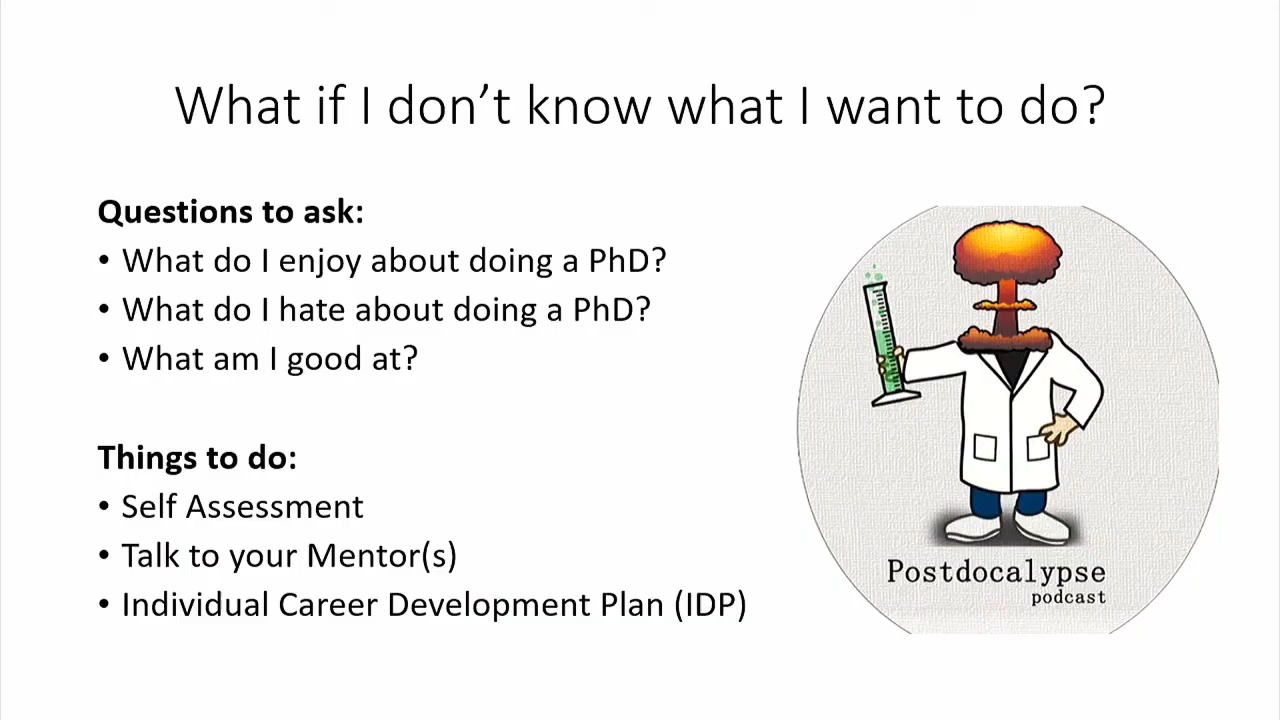 What if I don’t know what I want to do?
Questions to ask:
• What do I enjoy about doing a PhD?
• What do I hate about doing a PhD?
• What am I good at?
Things to do:
• Self Assessment
• Talk to your Mentor(s)
• Individual Career Development Plan (IDP)
Postdocalypse
podcast